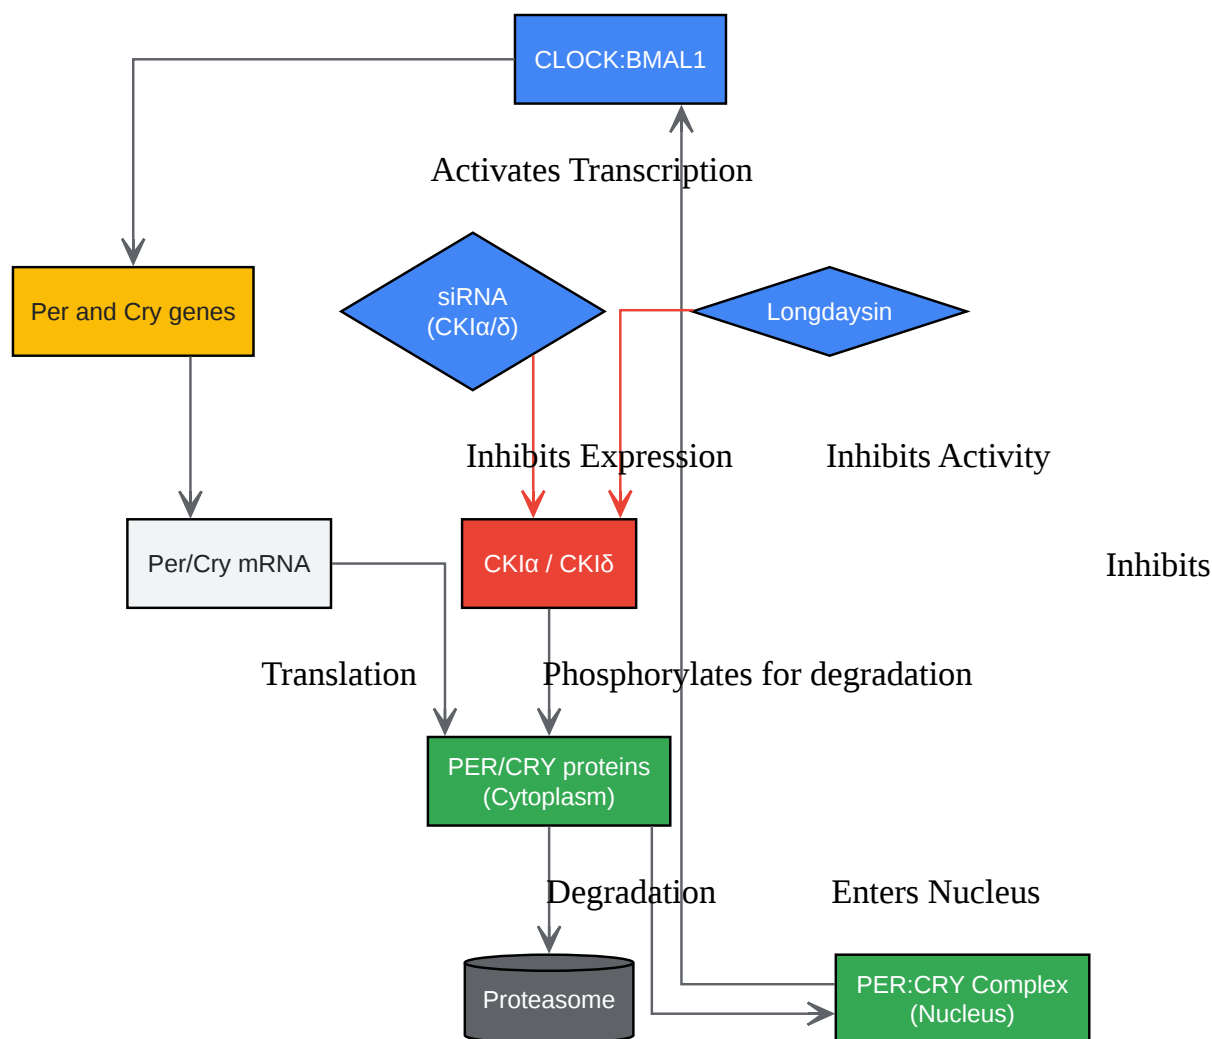 CLOCK:BMAL1
Activates Transcription
Per and Cry genes
siRNA
(CKIα/δ)
Longdaysin
Inhibits Expression
Inhibits Activity
Per/Cry mRNA
CKIα / CKIδ
Inhibits
Translation
Phosphorylates for degradation
PER/CRY proteins
(Cytoplasm)
Degradation
Enters Nucleus
Proteasome
PER:CRY Complex
(Nucleus)